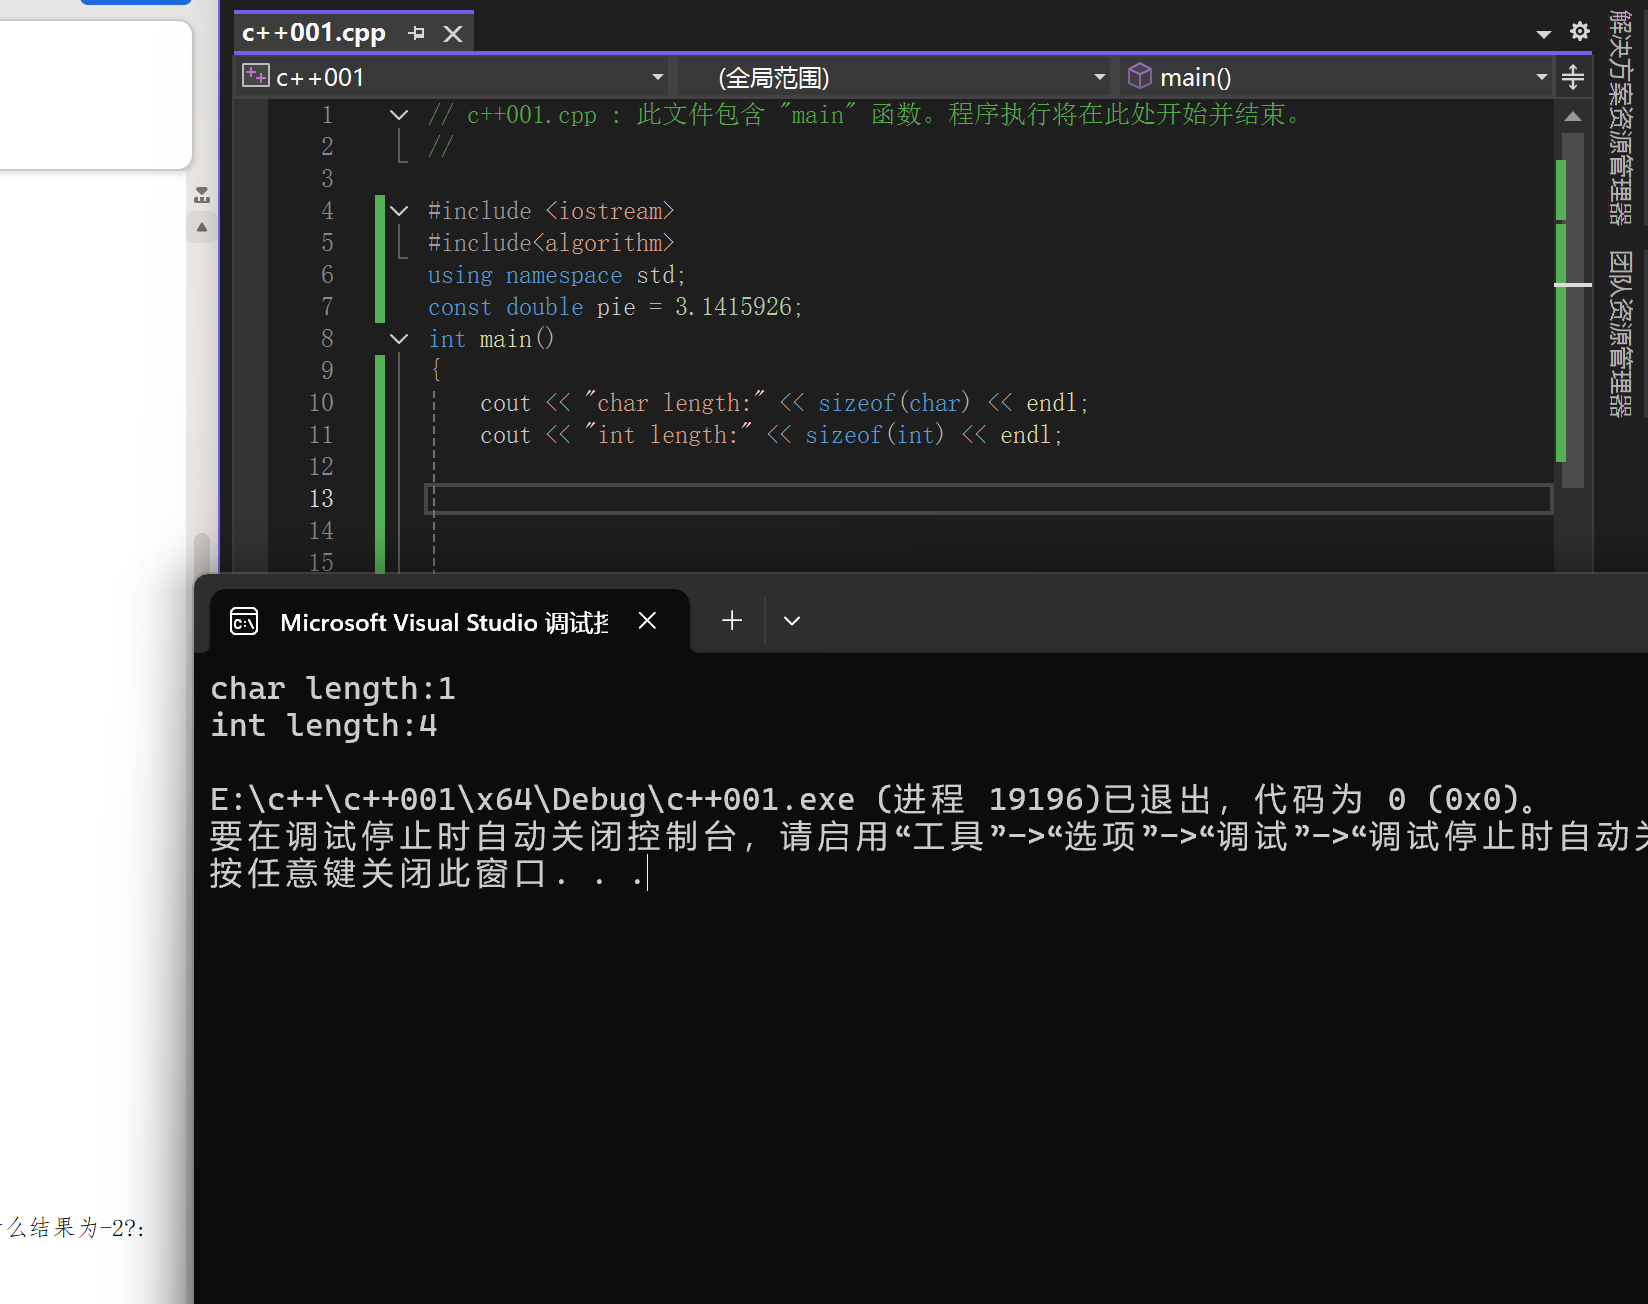 c++001.cpp
c++001
(全局范围)
main()
1 // c++001.cpp : 此文件包含 "main" 函数。程序执行将在此处开始并结束。
2 //
3
4 #include <iostream>
5 #include<algorithm>
6 using namespace std;
7 const double pie = 3.1415926;
8 int main()
9 {
10 cout << "char length:" << sizeof(char) << endl;
11 cout << "int length:" << sizeof(int) << endl;
12
13
14
15
解决方案资源管理器
团队资源管理器
Microsoft Visual Studio 调试控
char length:1
int length:4
E:\c++\c++001\x64\Debug\c++001.exe (进程 19196)已退出，代码为 0 (0x0)。
要在调试停止时自动关闭控制台，请启用“工具”->“选项”->“调试”->“调试停止时自动关
按任意键关闭此窗口. . .
么结果为-2?: